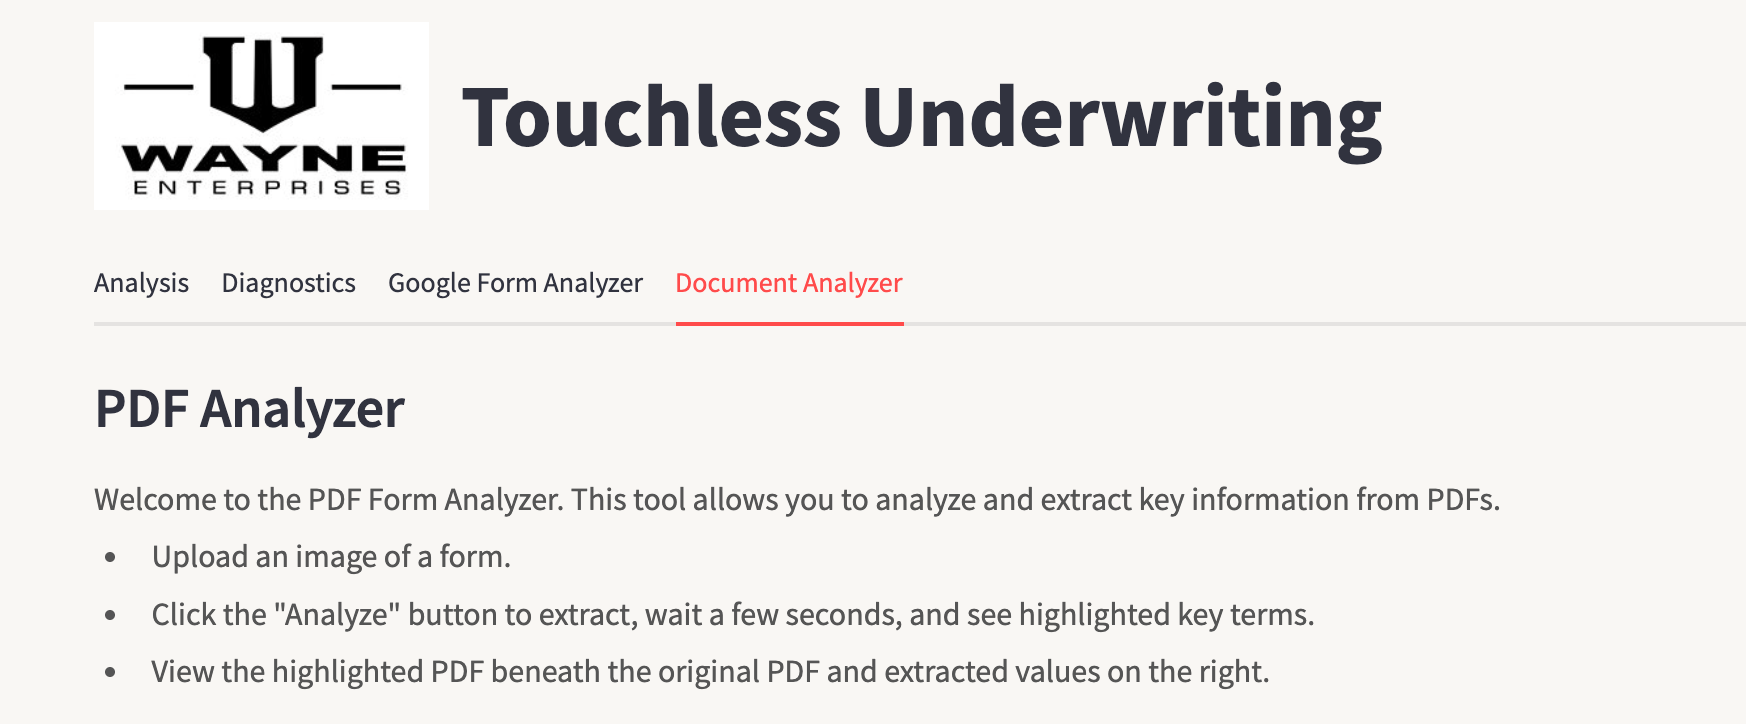 WAYNE
ENTERPRISES
Touchless Underwriting
Analysis Diagnostics Google Form Analyzer Document Analyzer
PDF Analyzer
Welcome to the PDF Form Analyzer. This tool allows you to analyze and extract key information from PDFs.
• Upload an image of a form.
• Click the "Analyze" button to extract, wait a few seconds, and see highlighted key terms.
• View the highlighted PDF beneath the original PDF and extracted values on the right.